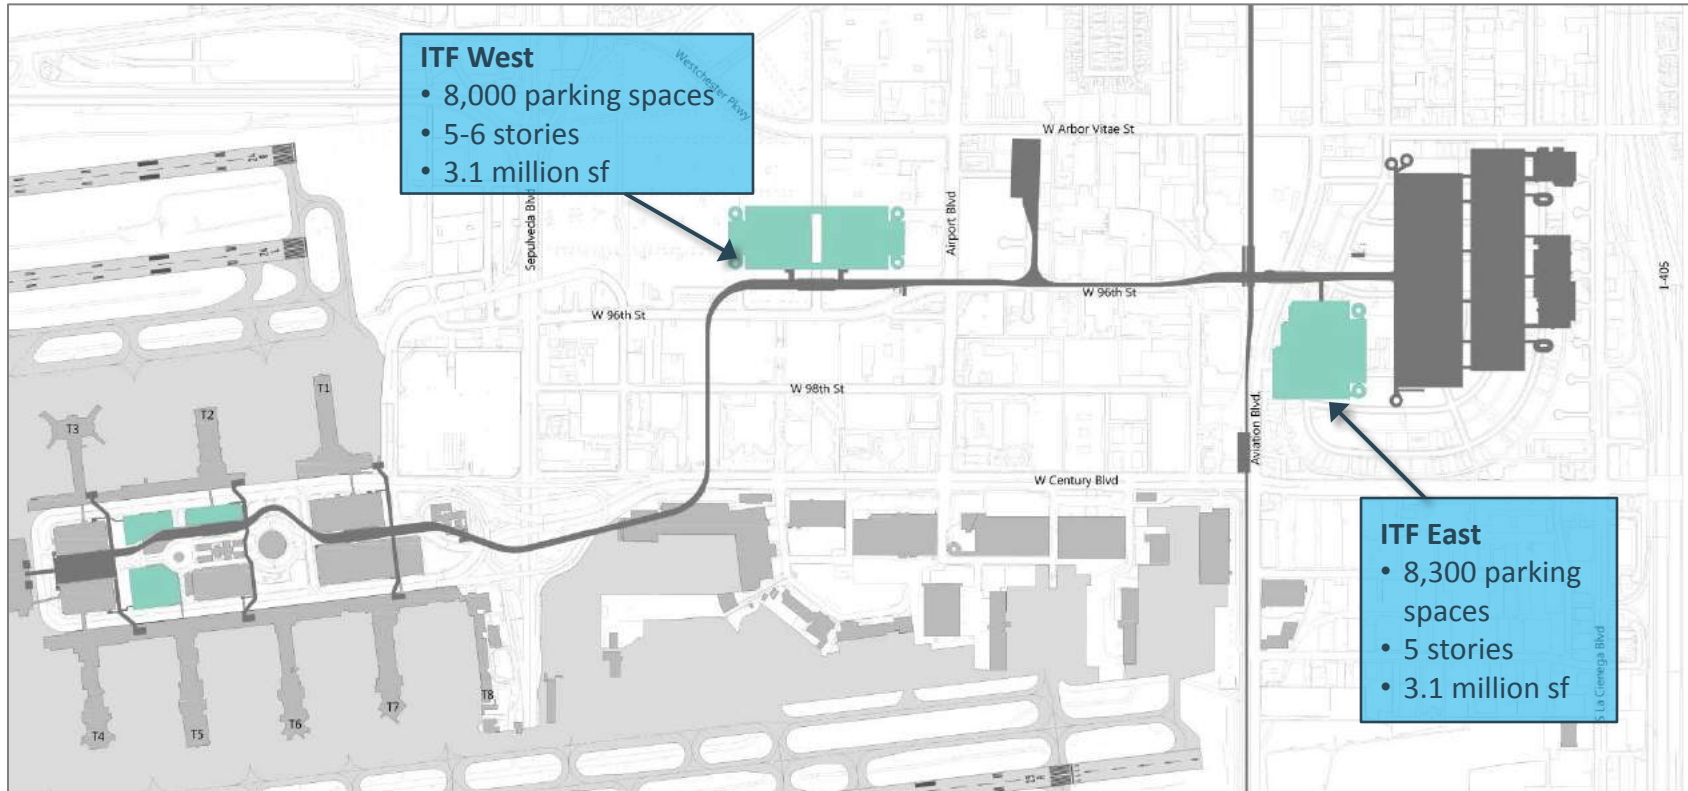 ITF West
• 8,000 parking spaces
• 5-6 stories
• 3.1 million sf
Westchester Pkwy
W Arbor Vitae St
Sepulveda Blvd
Airport Blvd
I-405
W 96th St
W 96th St
W 98th St
T1
T2
T3
Aviation Blvd.
W Century Blvd
ITF East
• 8,300 parking
spaces
• 5 stories
• 3.1 million sf
S La Cienega Blvd
T8
T7
T6
T5
T4